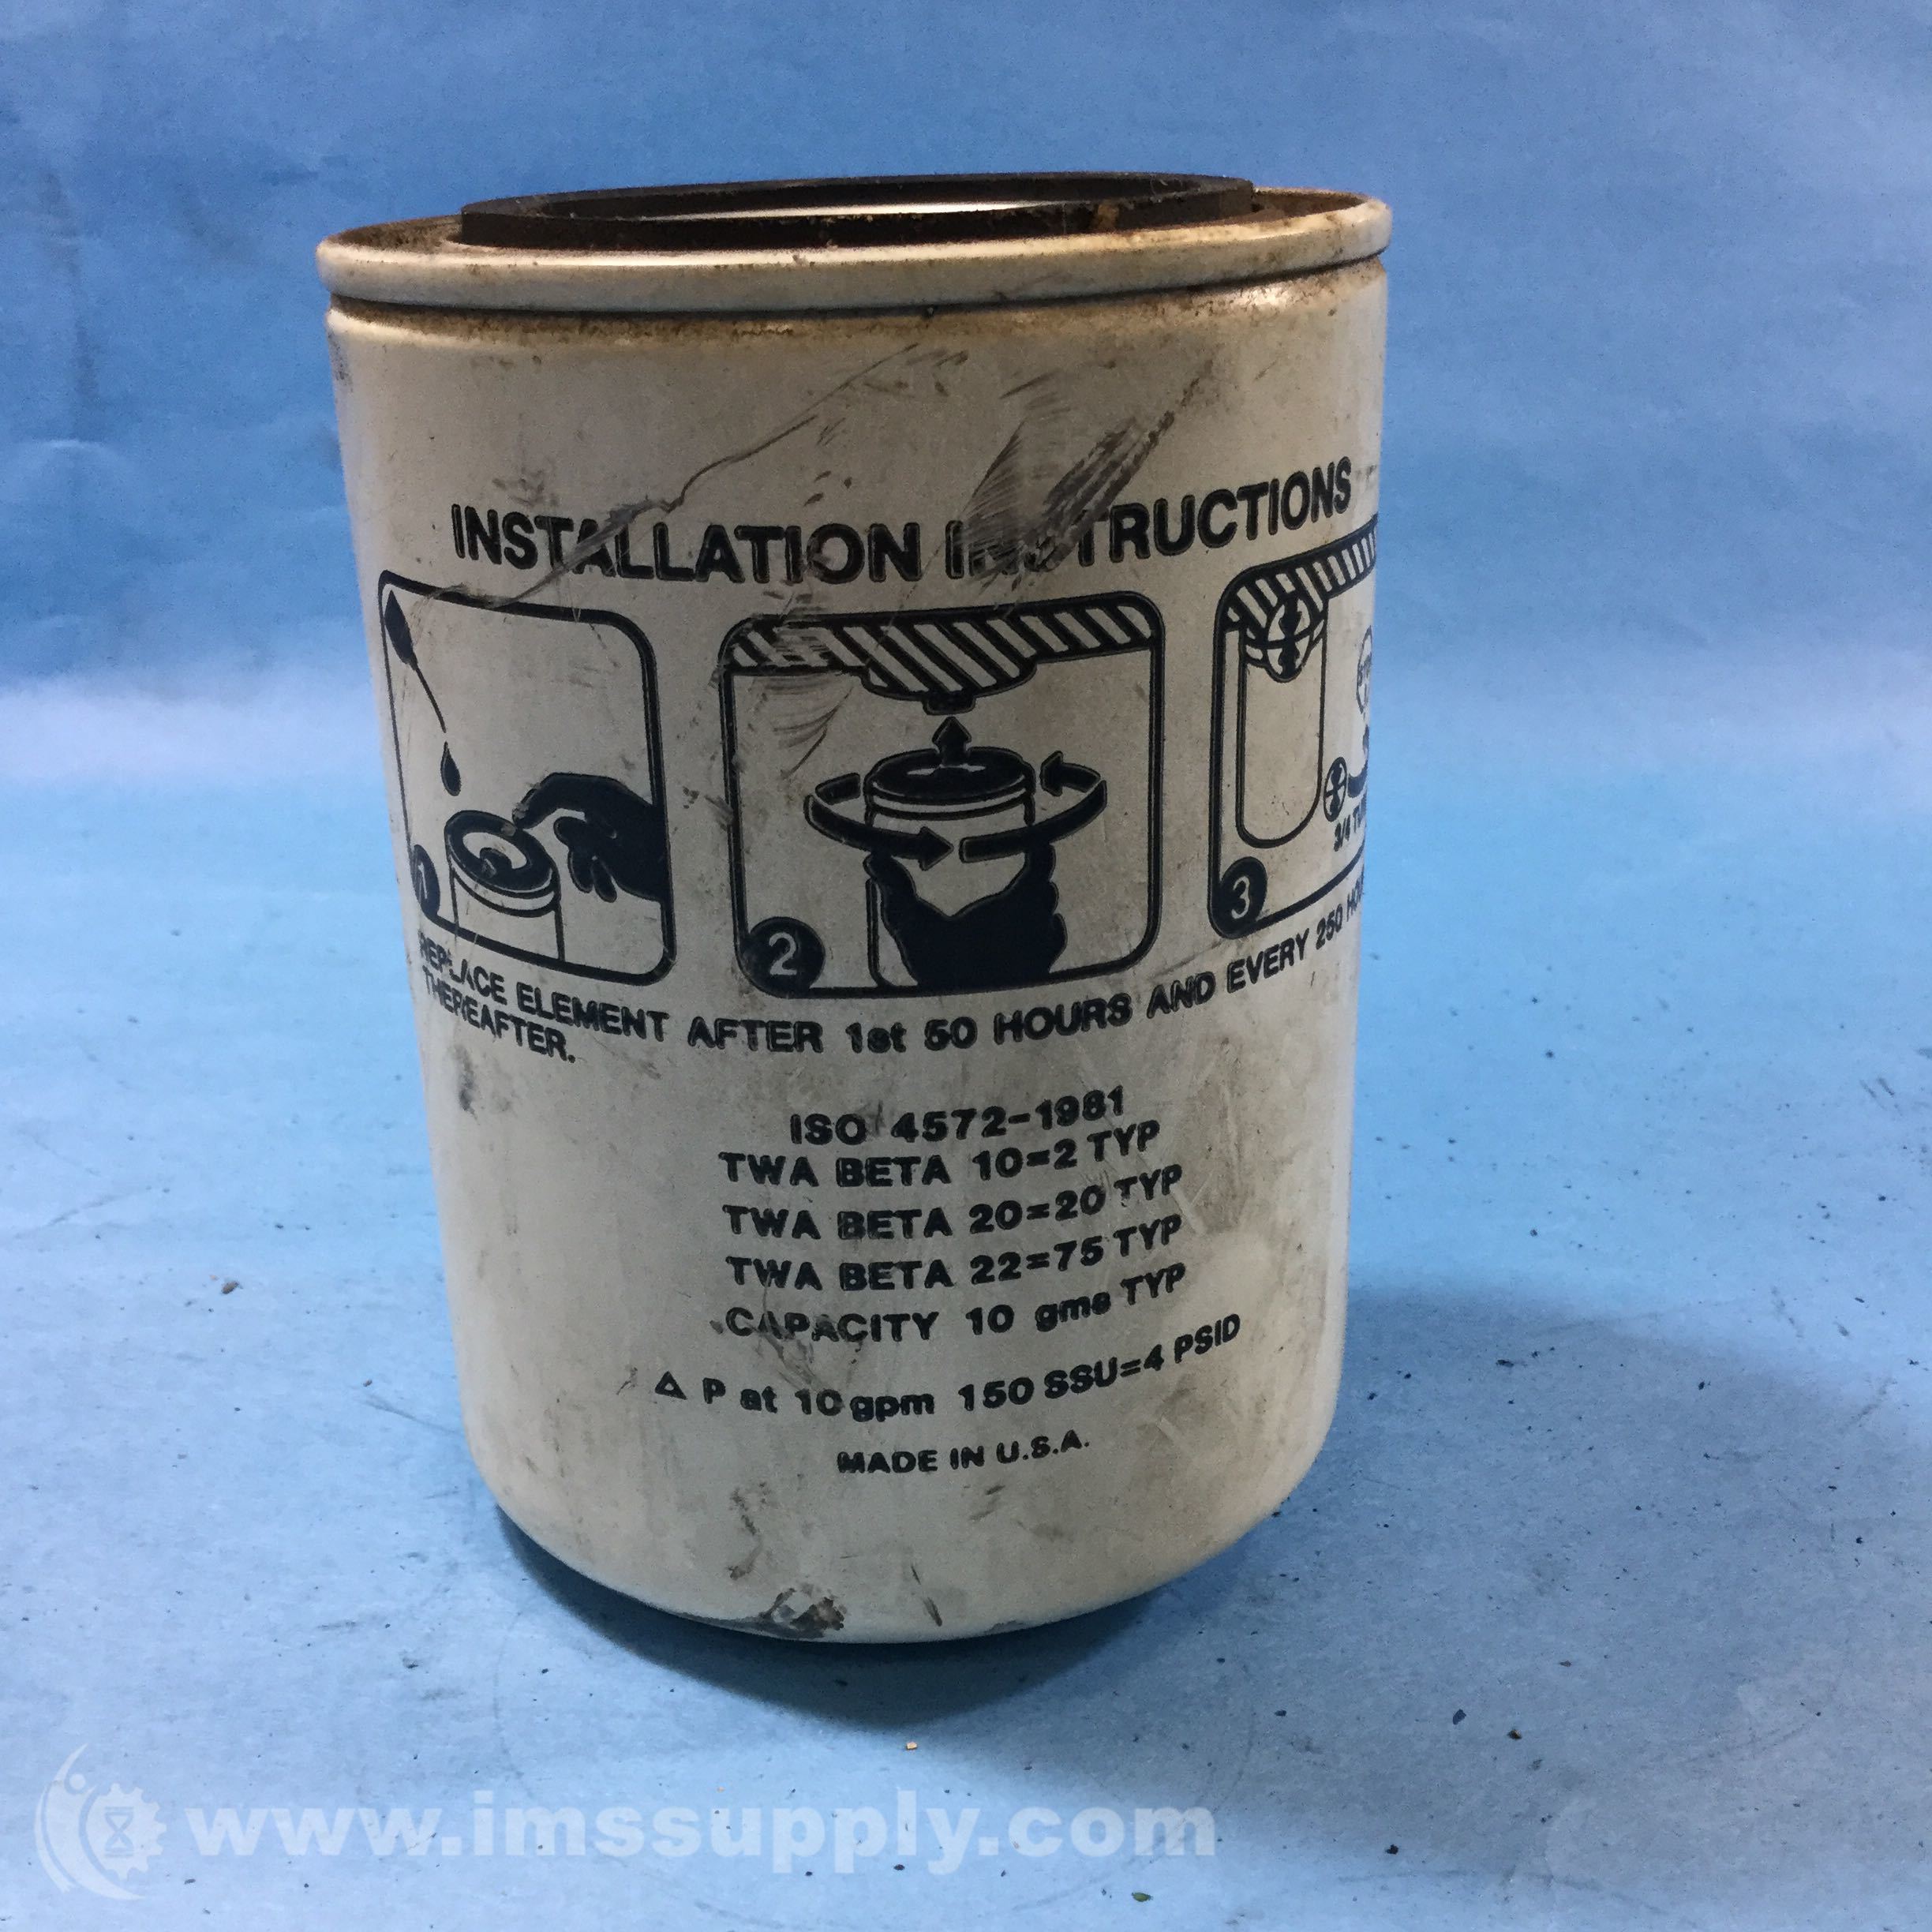 INSTALLATION INSTRUCTIONS
1
2
3
3/4
REPLACE ELEMENT AFTER 1st 50 HOURS AND EVERY 250
THEREAFTER.
ISO 4572-1981
TWA BETA 10=2 TYP
TWA BETA 20=20 TYP
TWA BETA 22=75 TYP
CAPACITY 10 gms TYP
△ P at 10 gpm 150 SSU=4 PSID
MADE IN U.S.A.
www.imssupply.com